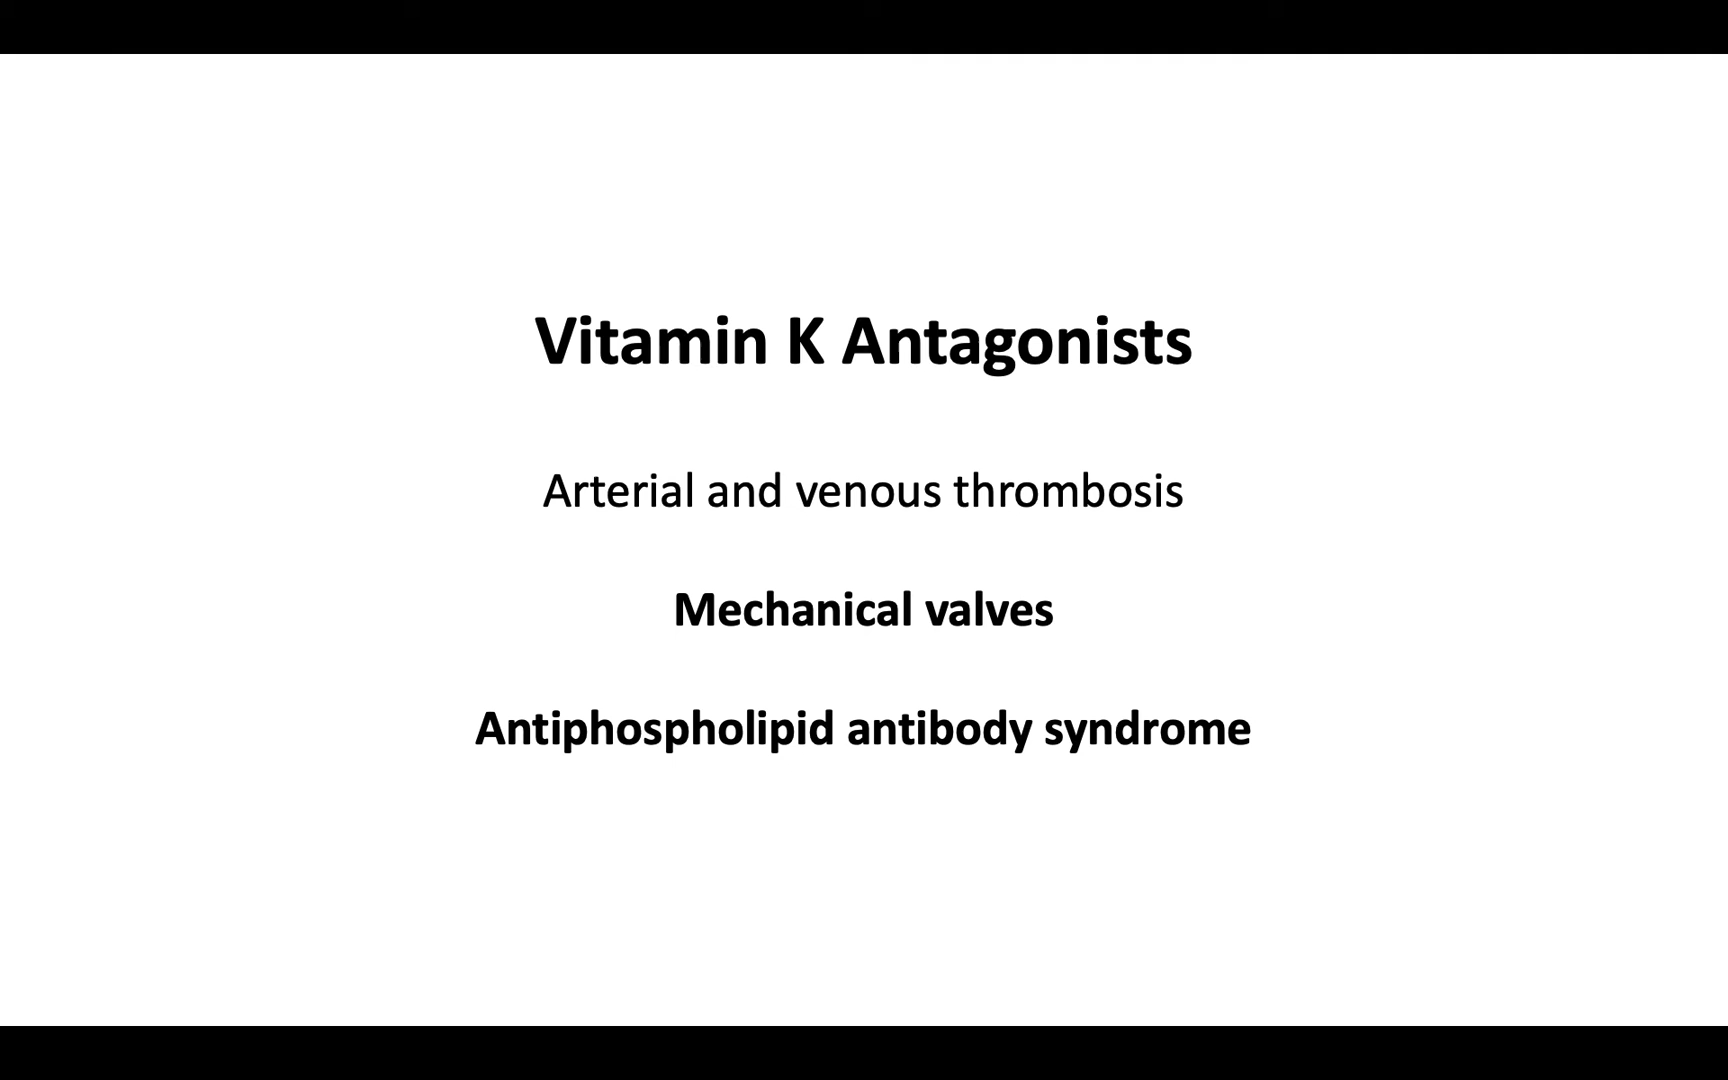 Vitamin K Antagonists
Arterial and venous thrombosis
Mechanical valves
Antiphospholipid antibody syndrome